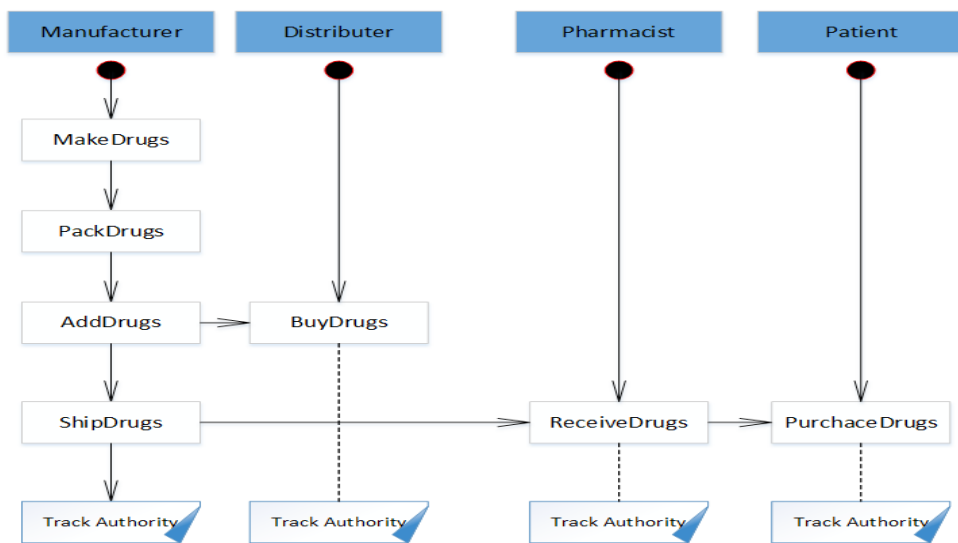 Manufacturer
Distributer
Pharmacist
Patient
MakeDrugs
PackDrugs
AddDrugs
BuyDrugs
ShipDrugs
ReceiveDrugs
PurchaceDrugs
Track Authority
Track Authority
Track Authority
Track Authority